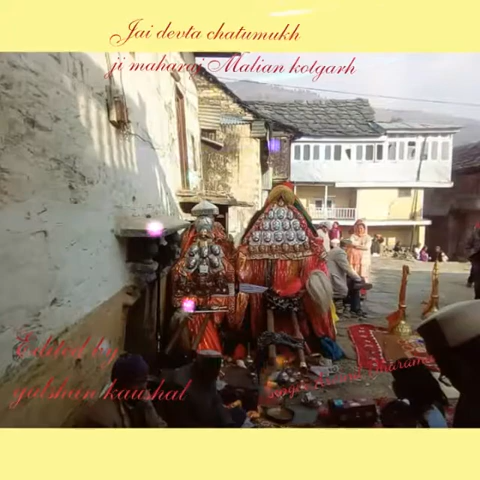 Jai devta chatumukh
ji maharaj Malian kotgarh
Edited by
gulshan kaushal